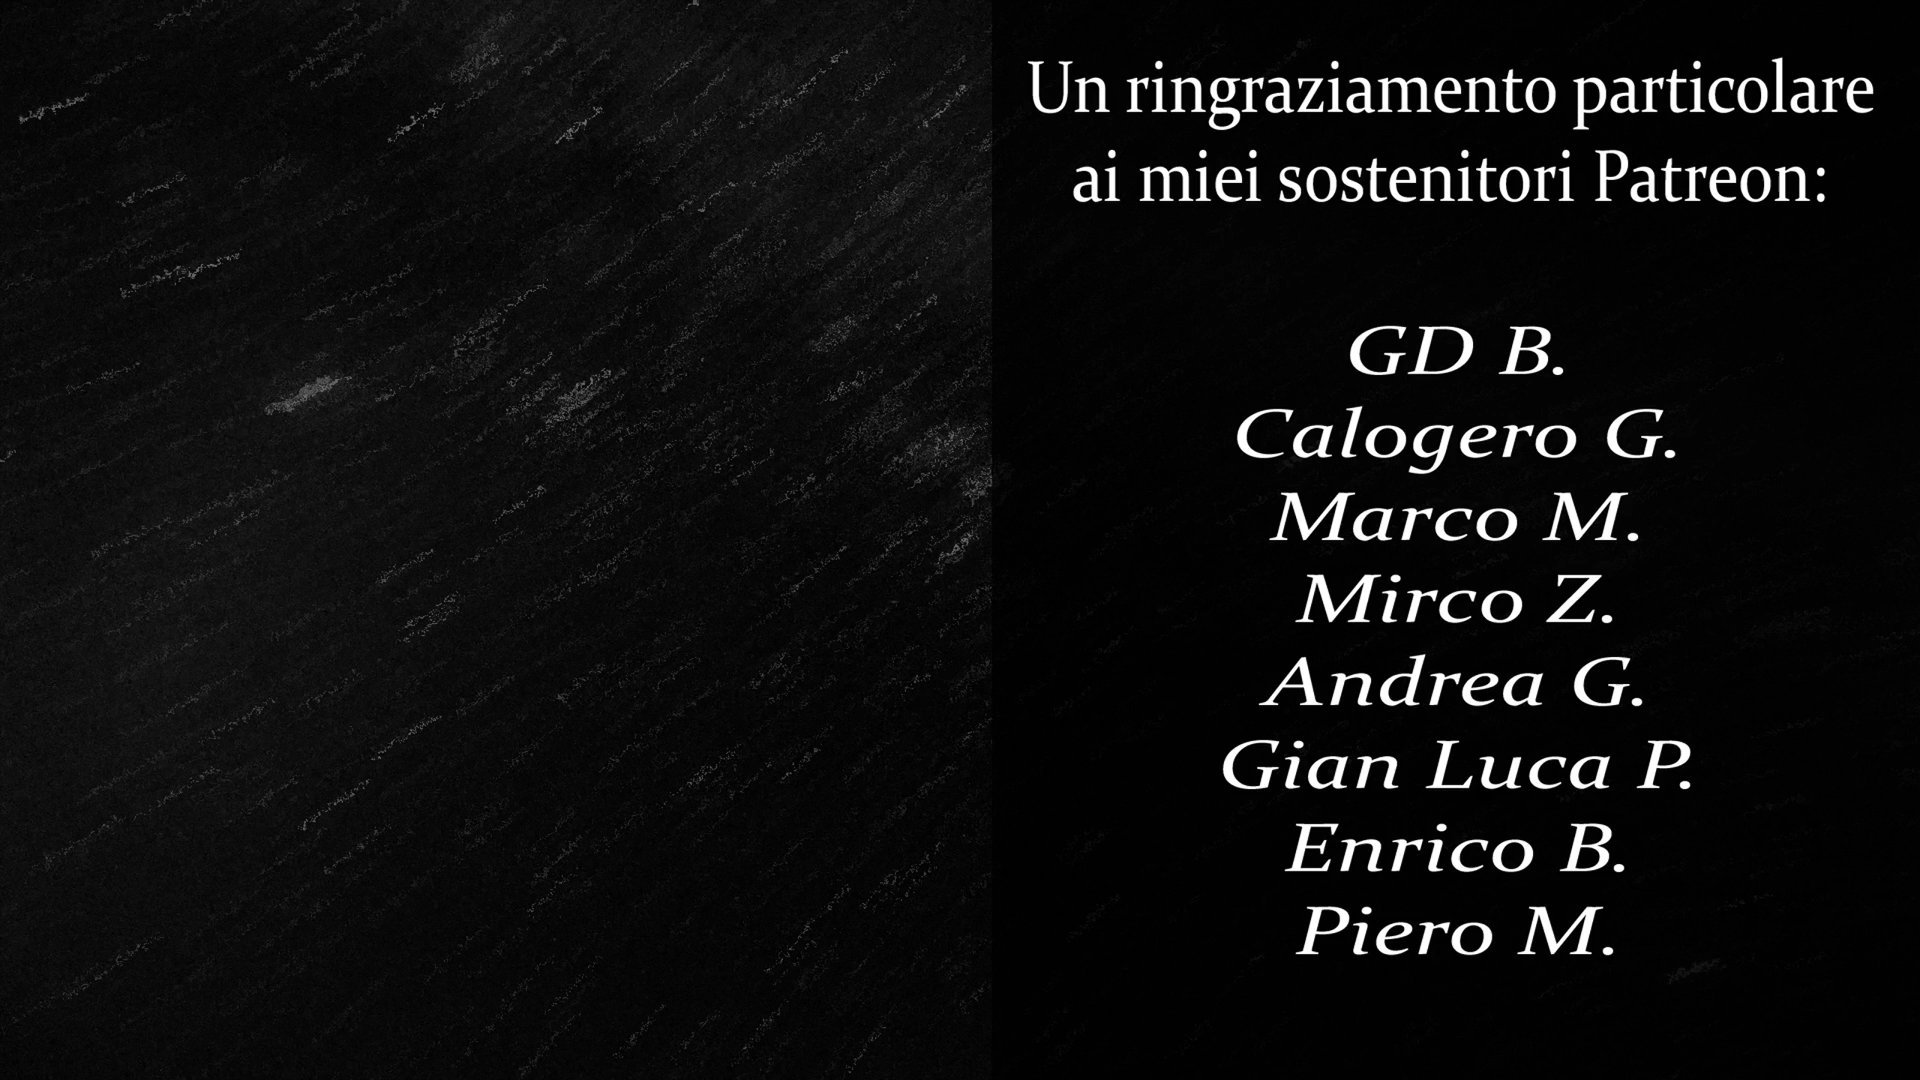 Un ringraziamento particolare
ai miei sostenitori Patreon:
GD B.
Calogero G.
Marco M.
Mirco Z.
Andrea G.
Gian Luca P.
Enrico B.
Piero M.